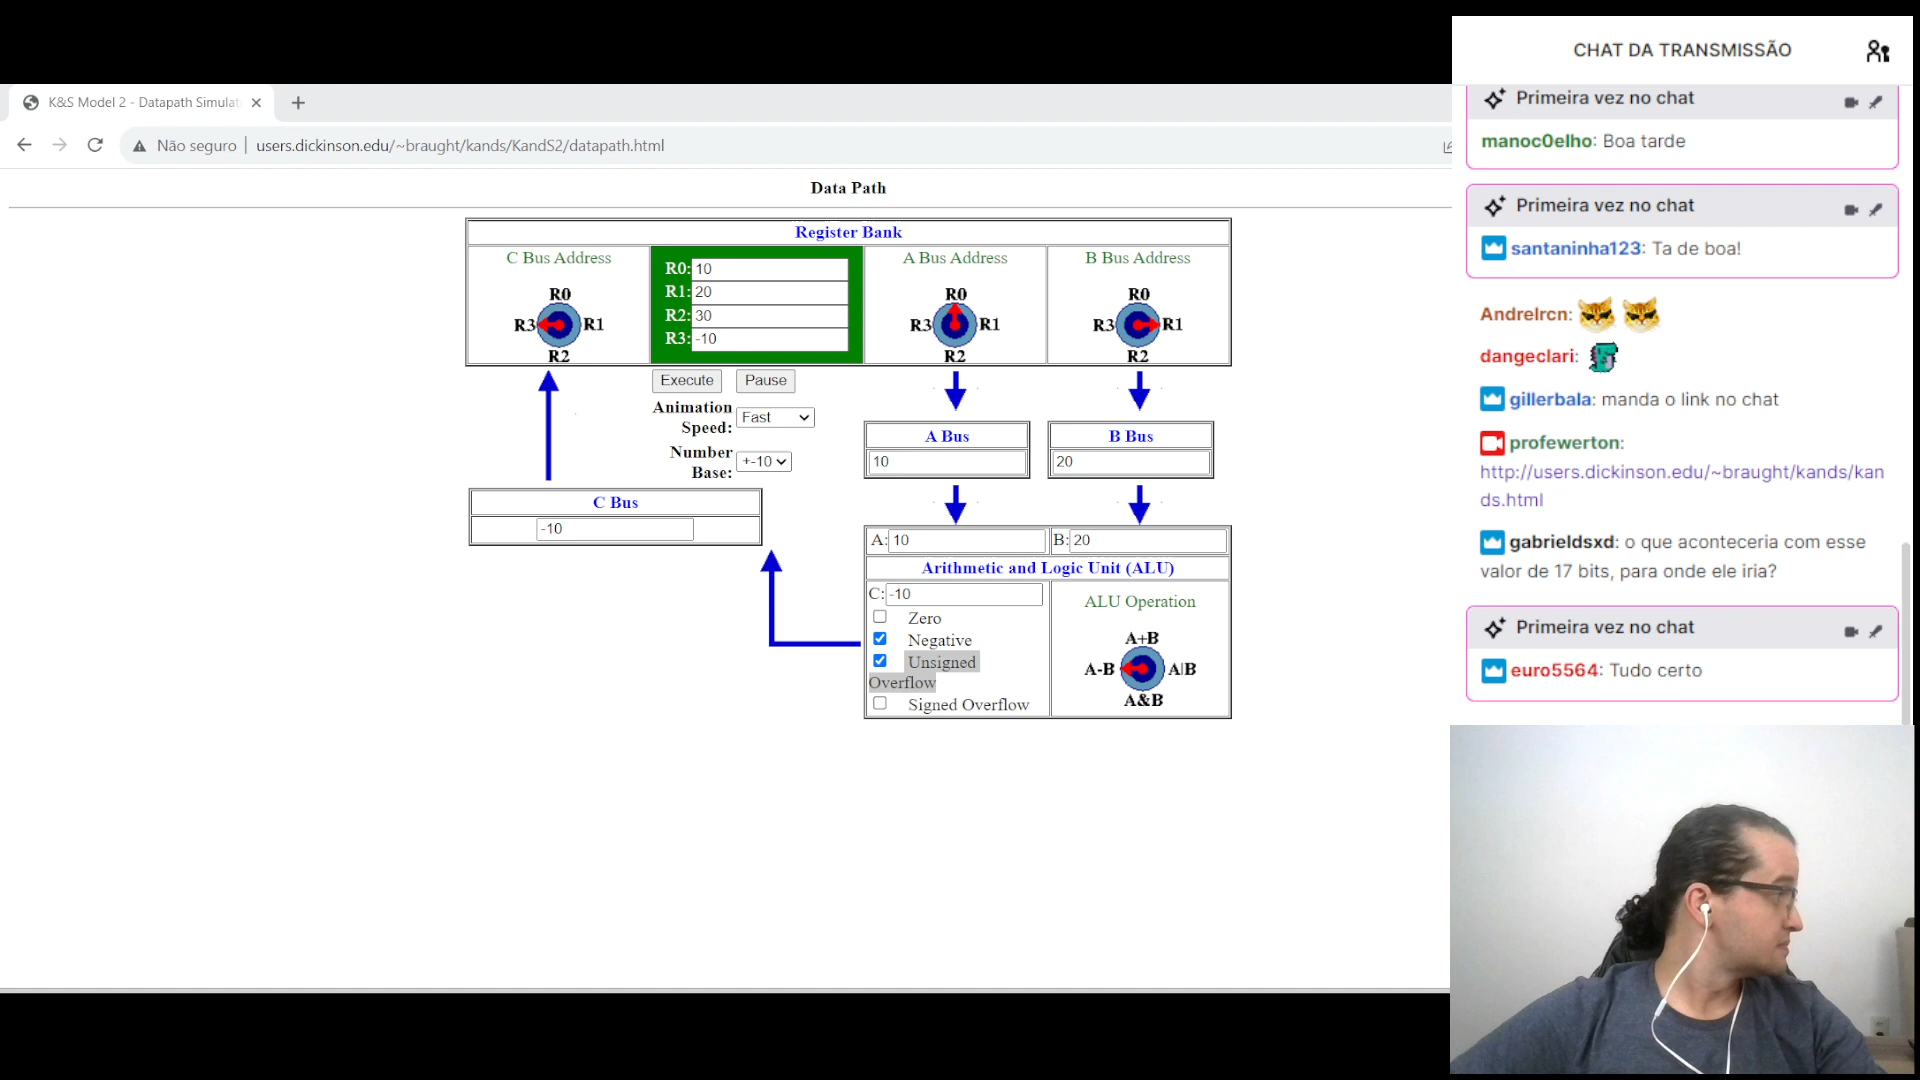 K&S Model 2 - Datapath Simulat
Não seguro
users.dickinson.edu/~braught/kands/KandS2/datapath.html
Data Path
Register Bank
C Bus Address
R0
R3
R1
R2
R0: 10
R1: 20
R2: 30
R3: -10
A Bus Address
R0
R3
R1
R2
B Bus Address
R0
R3
R1
R2
Execute
Pause
Animation
Speed:
Fast
Number
Base:
+-10
A Bus
10
B Bus
20
C Bus
-10
A: 10
B: 20
Arithmetic and Logic Unit (ALU)
C: -10
Zero
Negative
Unsigned
Overflow
Signed Overflow
ALU Operation
A+B
A-B
A|B
A&B
CHAT DA TRANSMISSÃO
Primeira vez no chat
manoc0elho: Boa tarde
Primeira vez no chat
santaninha123: Ta de boa!
Andrelrcn:
dangeclari:
gillerbala: manda o link no chat
profewerton:
http://users.dickinson.edu/~braught/kands/kan
ds.html
gabrieldsxd: o que aconteceria com esse
valor de 17 bits, para onde ele iria?
Primeira vez no chat
euro5564: Tudo certo